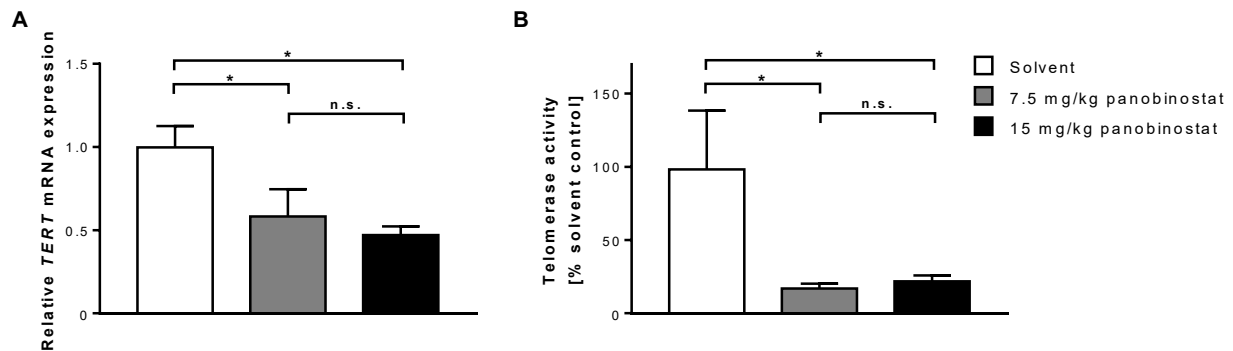 A
Relative TERT mRNA expression
1.5
1.0
0.5
0
*
*
n.s.
B
Telomerase activity
[% solvent control]
150
100
50
0
*
*
n.s.
Solvent
7.5 mg/kg panobinostat
15 mg/kg panobinostat